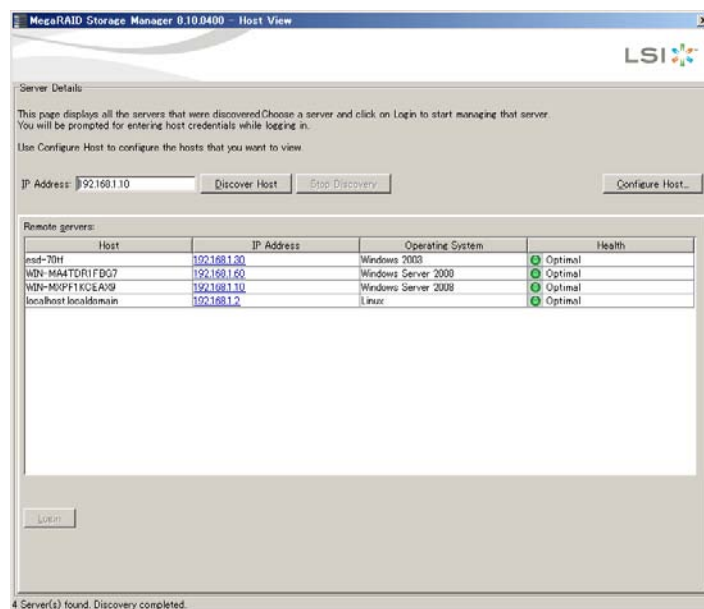 MegaRAID Storage Manager 8.10.0400 - Host View
LSI
Server Details
This page displays all the servers that were discovered.Choose a server and click on Login to start managing that server.
You will be prompted for entering host credentials while logging in.
Use Configure Host to configure the hosts that you want to view.
IP Address: 192.168.1.10 Discover Host Stop Discovery Configure Host...
Remote servers:
Host IP Address Operating System Health
esd-70tf 192.168.1.30 Windows 2003 Optimal
WIN-MA4TDR1FBG7 192.168.1.60 Windows Server 2008 Optimal
WIN-MXPF1KCEAX9 192.168.1.10 Windows Server 2008 Optimal
localhost.localdomain 192.168.1.2 Linux Optimal
Login
4 Server(s) found. Discovery completed.